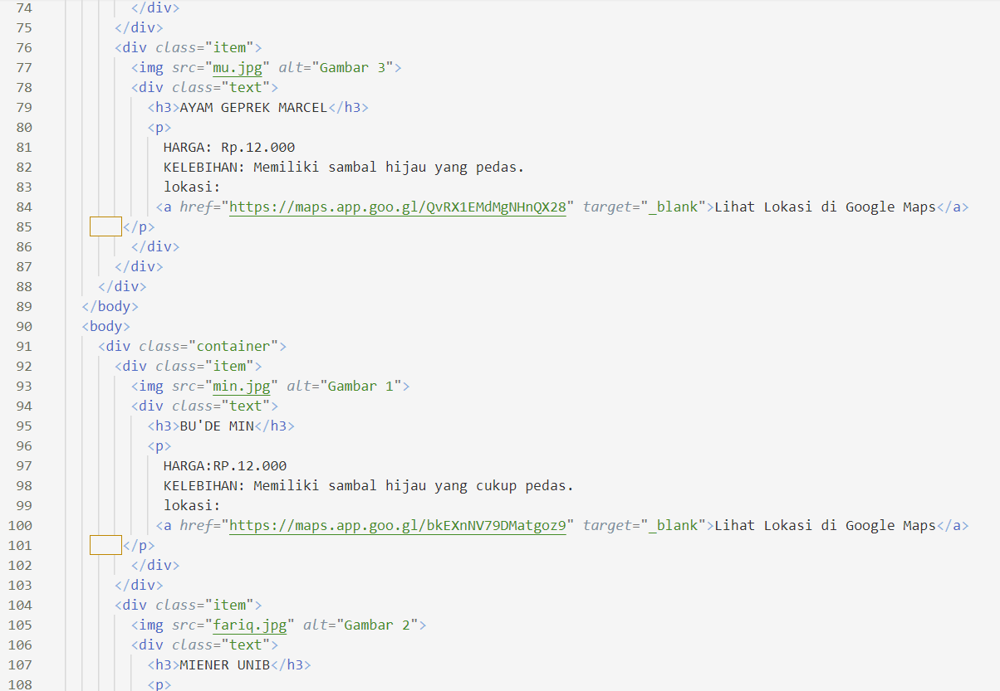 74 </div>
75 </div>
76 <div class="item">
77 <img src="mu.jpg" alt="Gambar 3">
78 <div class="text">
79 <h3>AYAM GEPREK MARCEL</h3>
80 <p>
81 HARGA: Rp.12.000
82 KELEBIHAN: Memiliki sambal hijau yang pedas.
83 lokasi:
84 <a href="https://maps.app.goo.gl/QvRX1EMdMgNHnQX28" target="_blank">Lihat Lokasi di Google Maps</a>
85 </p>
86 </div>
87 </div>
88 </div>
89 </body>
90 <body>
91 <div class="container">
92 <div class="item">
93 <img src="min.jpg" alt="Gambar 1">
94 <div class="text">
95 <h3>BU'DE MIN</h3>
96 <p>
97 HARGA:RP.12.000
98 KELEBIHAN: Memiliki sambal hijau yang cukup pedas.
99 lokasi:
100 <a href="https://maps.app.goo.gl/bkEXnNV79DMatgoz9" target="_blank">Lihat Lokasi di Google Maps</a>
101 </p>
102 </div>
103 </div>
104 <div class="item">
105 <img src="fariq.jpg" alt="Gambar 2">
106 <div class="text">
107 <h3>MIENER UNIB</h3>
108 <p>